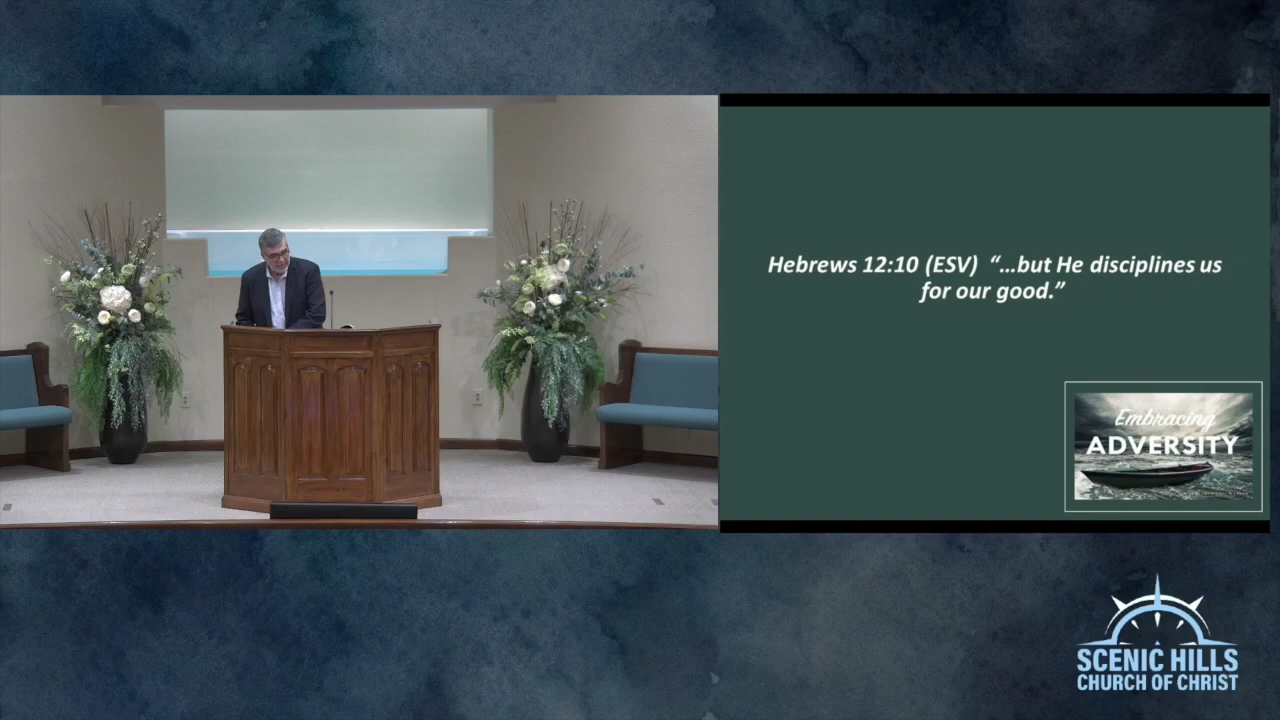 Hebrews 12:10 (ESV) “...but He disciplines us
for our good.”
Embracing
ADVERSITY
SCENIC HILLS
CHURCH OF CHRIST